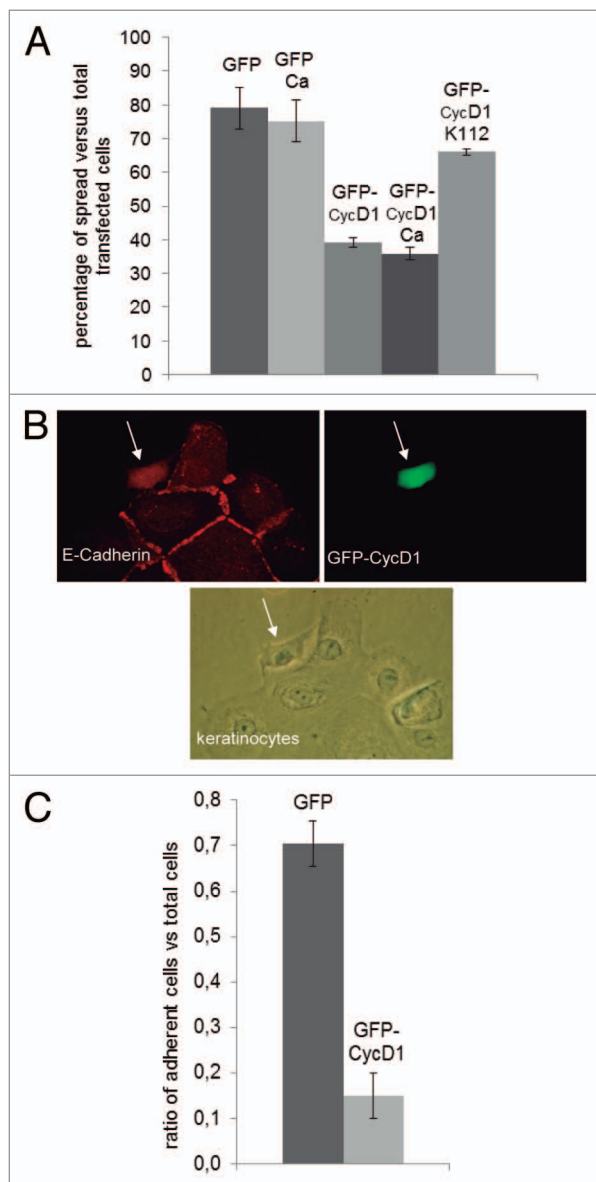 A
percentage of spread versus total
transfected cells
100
90
80
70
60
50
40
30
20
10
0
GFP
GFP
Ca
GFP-
CycD1
GFP-
CycD1
Ca
GFP-
CycD1
K112
B
E-Cadherin
GFP-CycD1
keratinocytes
C
ratio of adherent cells vs total cells
0,8
0,7
0,6
0,5
0,4
0,3
0,2
0,1
0,0
GFP
GFP-
CycD1